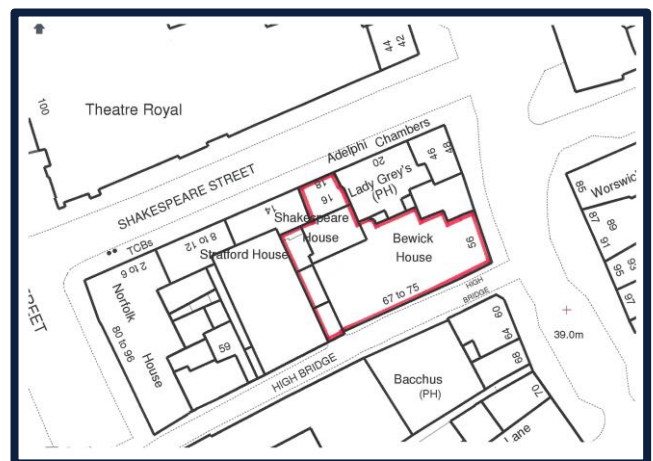 44
42
100
Theatre Royal
Adelphi Chambers
SHAKESPEARE STREET
18
16
20
Lady Grey's
(PH)
46
48
14
Shakespeare
House
TCBs
8 to 12
Stratford House
Bewick
House
56
2 to 6
Norfolk
House
80 to 96
59
67 to 75
HIGH
BRIDGE
HIGH BRIDGE
Worswick
85
87
89
91
93
95
97
39.0m
60
64
68
70
Bacchus
(PH)
Lane